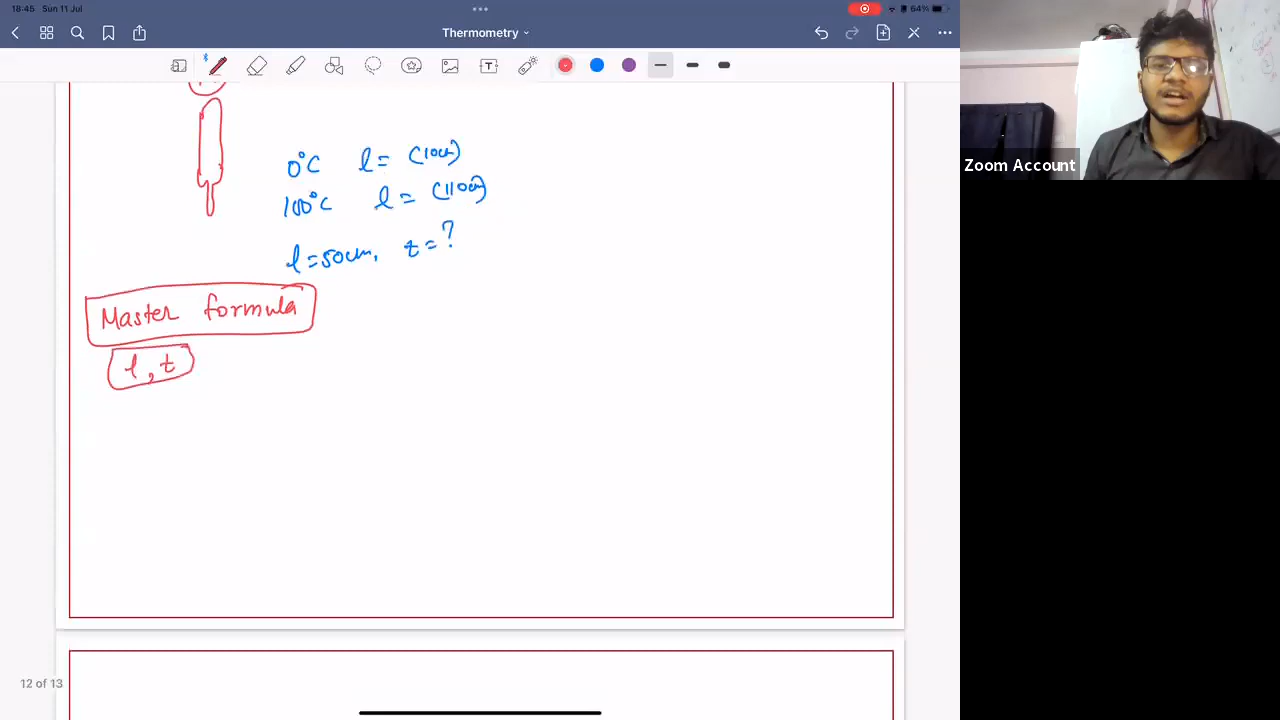 18:45 Sun 11 Jul
64%
Thermometry
0°C l = (10cm)
100°C l = (110cm)
l = 50cm, t = ?
Master formula
l, t
12 of 13
Zoom Account